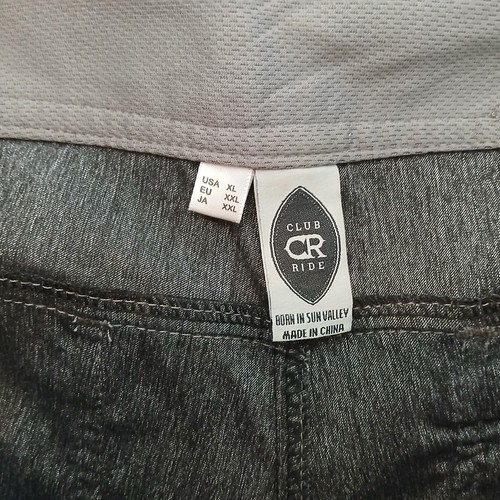 USA XL
EU XXL
JA XXL
CLUB
CR
RIDE
BORN IN SUN VALLEY
MADE IN CHINA